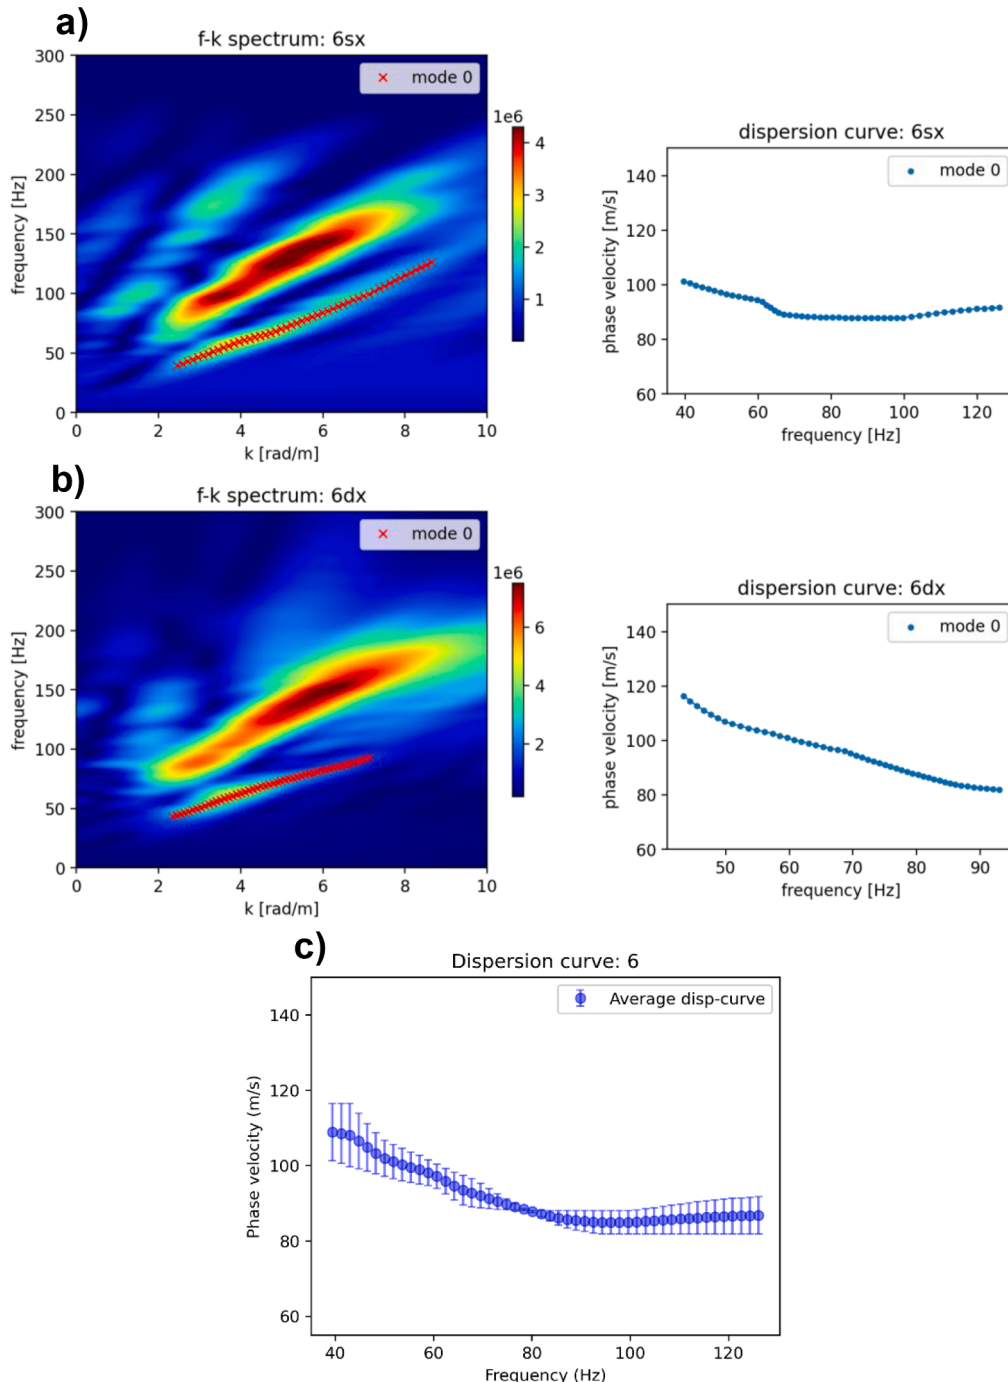 a)
f-k spectrum: 6sx
300
250
200
150
100
50
0
frequency [Hz]
mode 0
0 2 4 6 8 10
k [rad/m]
1e6
4
3
2
1
dispersion curve: 6sx
140
120
100
80
60
phase velocity [m/s]
mode 0
40 60 80 100 120
frequency [Hz]
b)
f-k spectrum: 6dx
300
250
200
150
100
50
0
frequency [Hz]
mode 0
0 2 4 6 8 10
k [rad/m]
1e6
6
4
2
dispersion curve: 6dx
140
120
100
80
60
phase velocity [m/s]
mode 0
50 60 70 80 90
frequency [Hz]
c)
Dispersion curve: 6
140
120
100
80
60
Phase velocity (m/s)
Average disp-curve
40 60 80 100 120
Frequency (Hz)